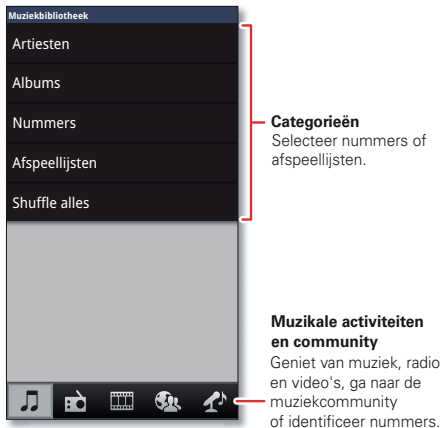 Muziekbibliotheek
Artiesten
Albums
Nummers
Afspeellijsten
Shuffle alles
Categorieën
Selecteer nummers of
afspeellijsten.
Muzikale activiteiten
en community
Geniet van muziek, radio
en video's, ga naar de
muziekcommunity
of identificeer nummers.